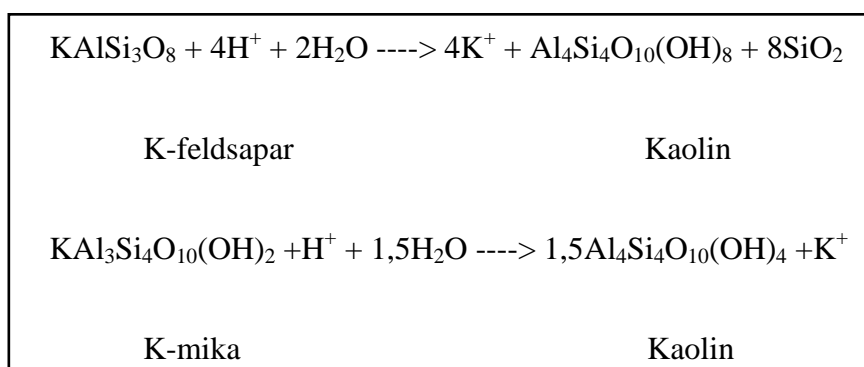 KAlSi₃O₈ + 4H⁺ + 2H₂O ----> 4K⁺ + Al₄Si₄O₁₀(OH)₈ + 8SiO₂
K-feldsapar Kaolin
KAl₃Si₄O₁₀(OH)₂ +H⁺ + 1,5H₂O ----> 1,5Al₄Si₄O₁₀(OH)₄ +K⁺
K-mika Kaolin